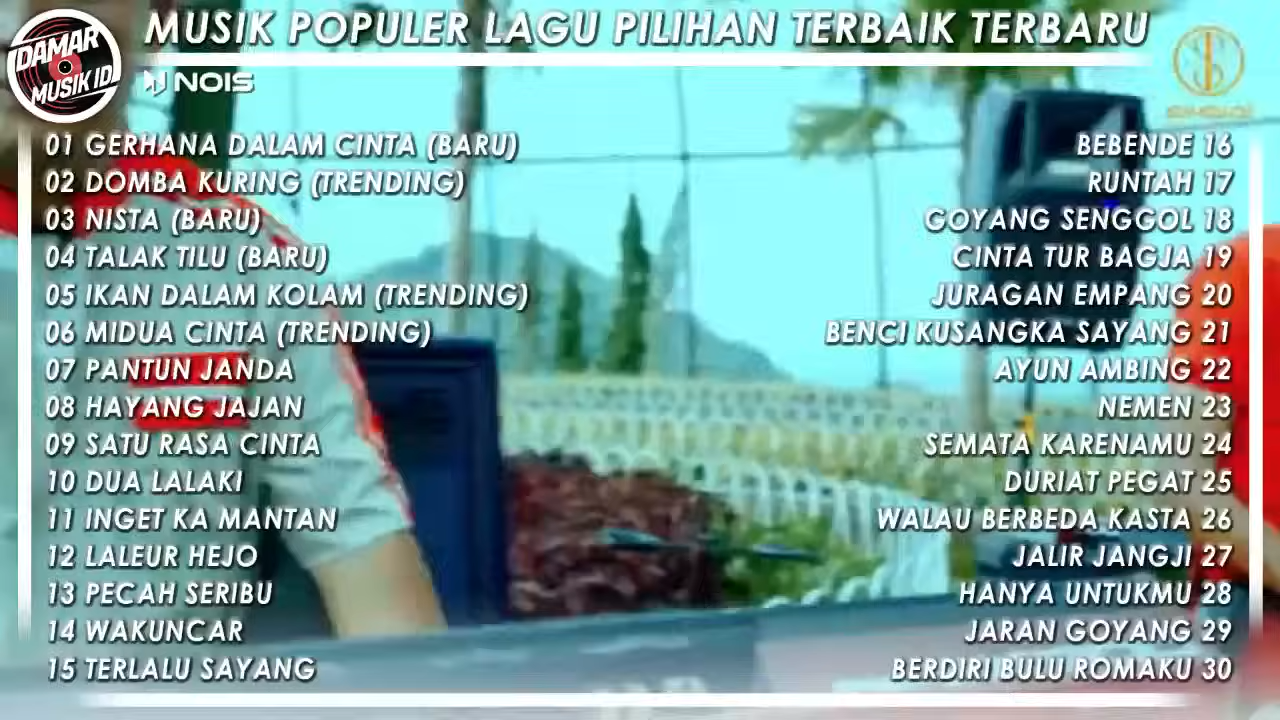 DAMAR
MUSIK ID
MUSIK POPULER LAGU PILIHAN TERBAIK TERBARU
NOIS
01 GERHANA DALAM CINTA (BARU)
02 DOMBA KURING (TRENDING)
03 NISTA (BARU)
04 TALAK TILU (BARU)
05 IKAN DALAM KOLAM (TRENDING)
06 MIDUA CINTA (TRENDING)
07 PANTUN JANDA
08 HAYANG JAJAN
09 SATU RASA CINTA
10 DUA LALAKI
11 INGET KA MANTAN
12 LALEUR HEJO
13 PECAH SERIBU
14 WAKUNCAR
15 TERLALU SAYANG
BEBENDE 16
RUNTAH 17
GOYANG SENGGOL 18
CINTA TUR BAGJA 19
JURAGAN EMPANG 20
BENCI KUSANGKA SAYANG 21
AYUN AMBING 22
NEMEN 23
SEMATA KARENAMU 24
DURIAT PEGAT 25
WALAU BERBEDA KASTA 26
JALIR JANGJI 27
HANYA UNTUKMU 28
JARAN GOYANG 29
BERDIRI BULU ROMAKU 30